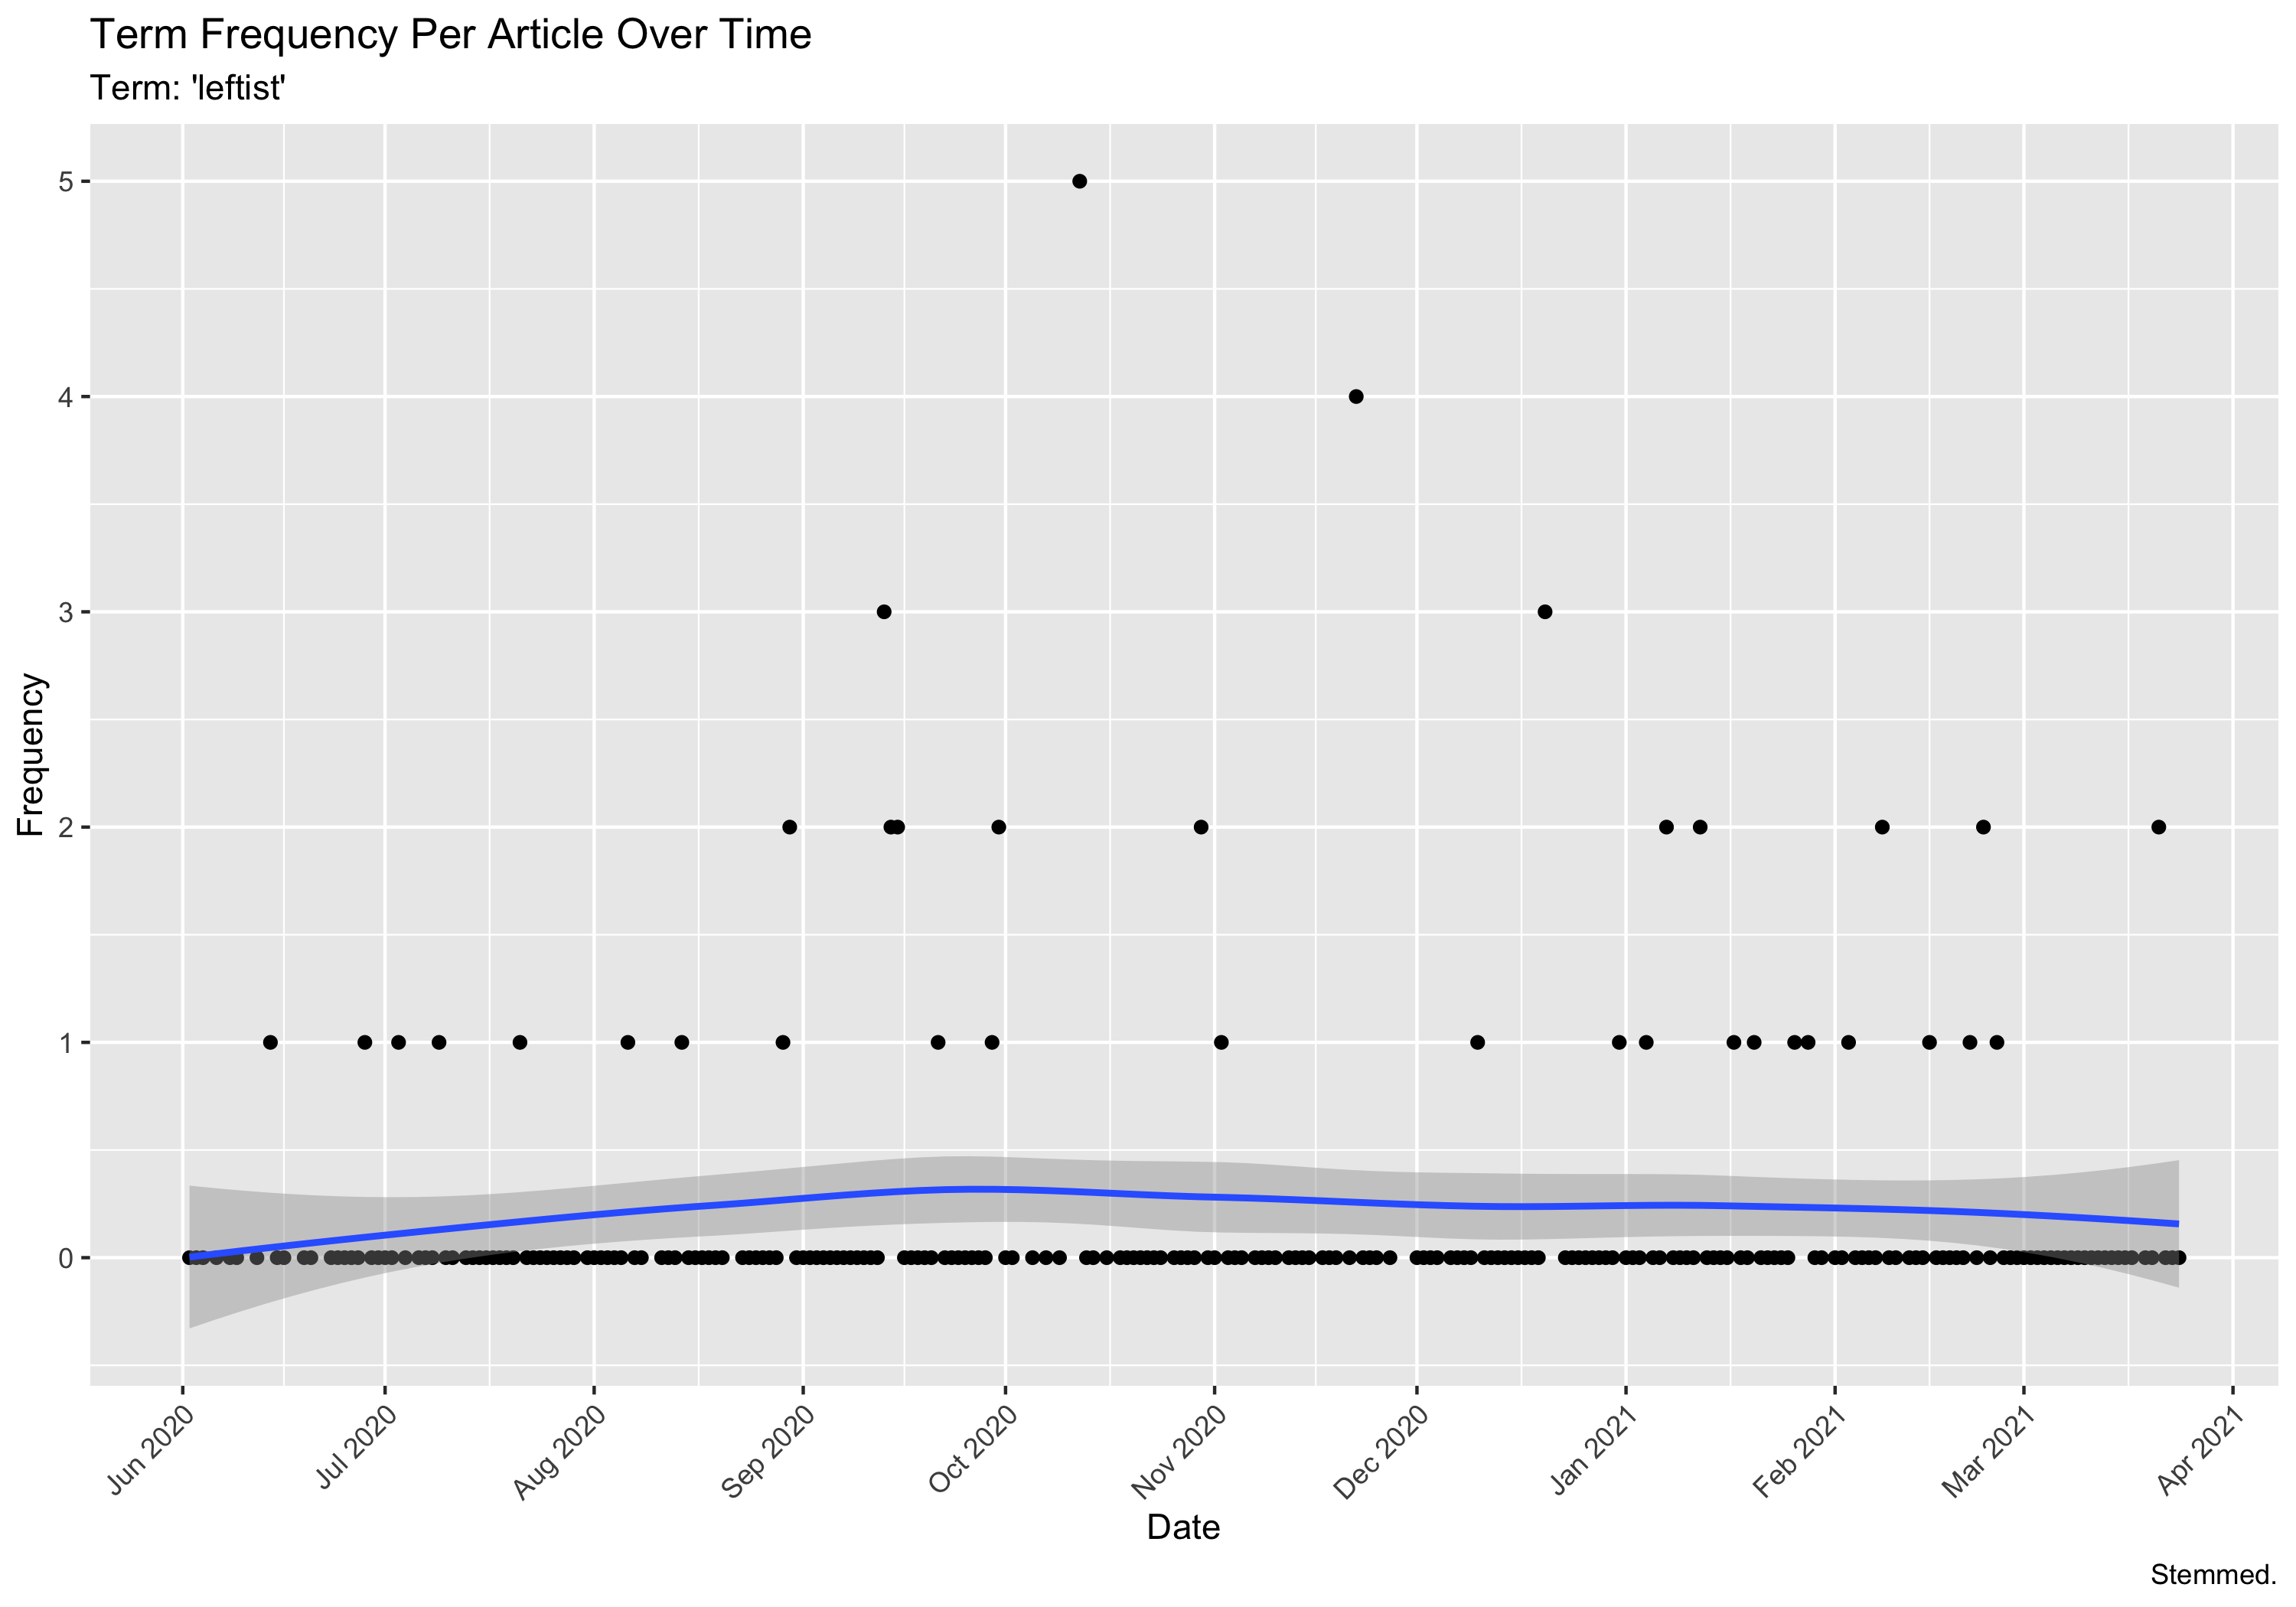 Term Frequency Per Article Over Time
Term: 'leftist'
Frequency
5
4
3
2
1
0
Jun 2020
Jul 2020
Aug 2020
Sep 2020
Oct 2020
Nov 2020
Dec 2020
Jan 2021
Feb 2021
Mar 2021
Apr 2021
Date
Stemmed.